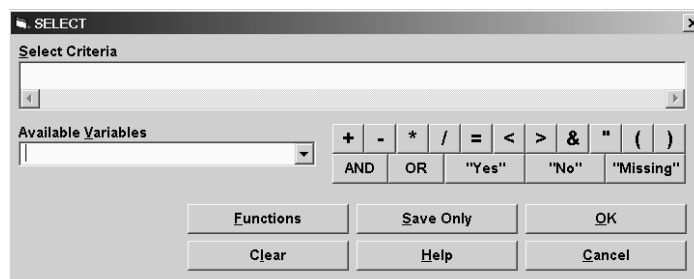 SELECT
Select Criteria
Available Variables
+ - * / = < > & " ( )
AND OR "Yes" "No" "Missing"
Functions Save Only OK
Clear Help Cancel